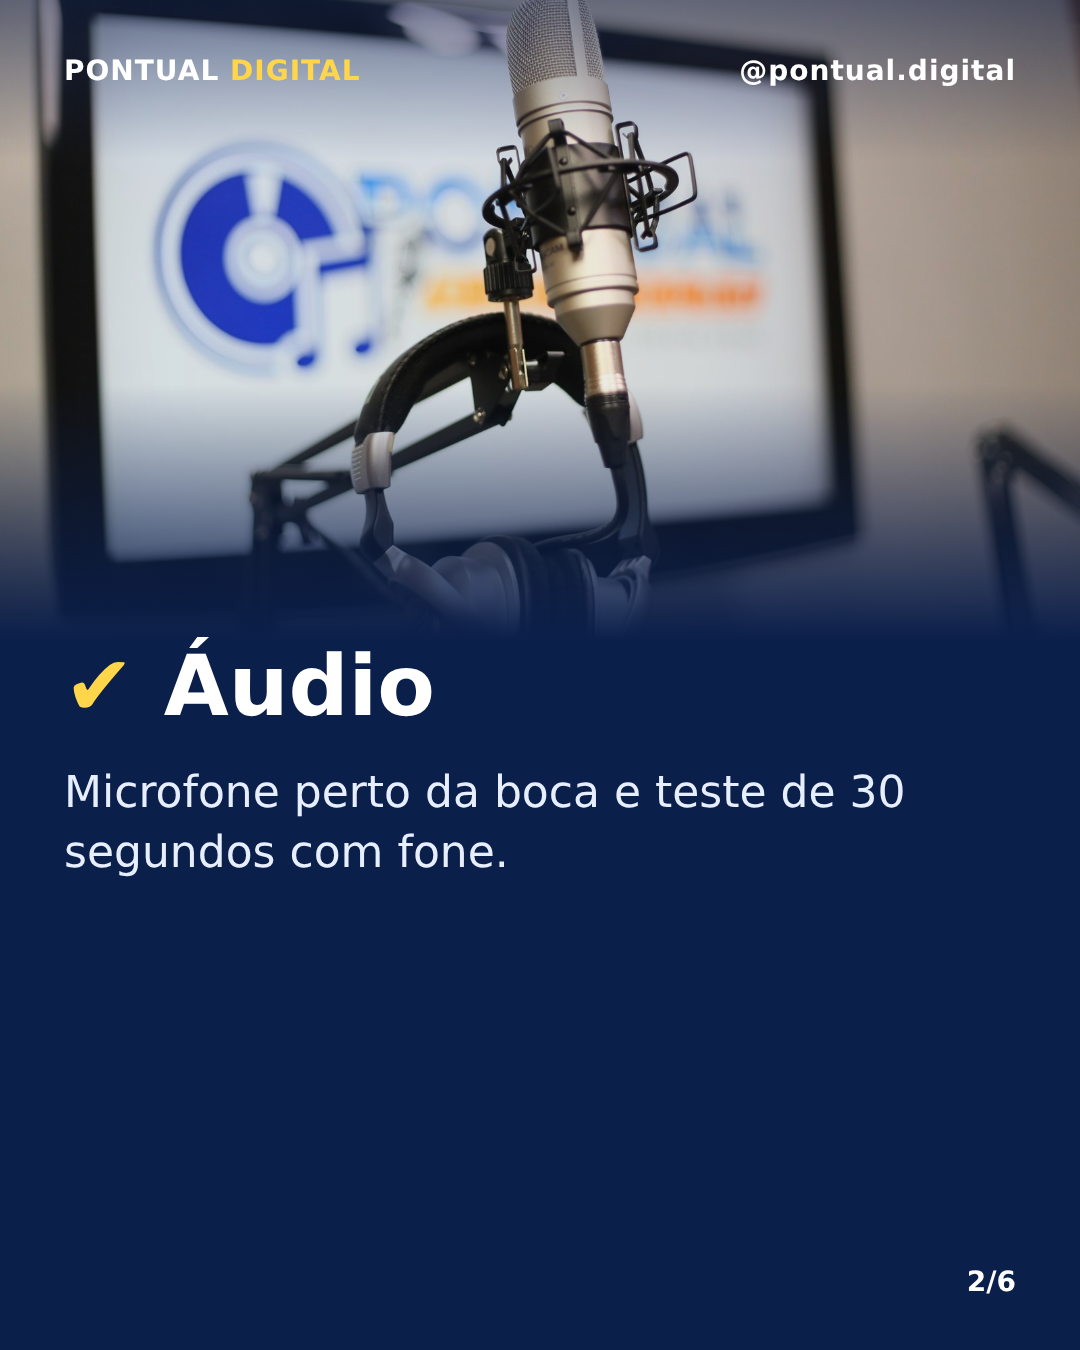 PONTUAL DIGITAL
@pontual.digital
✔ Áudio
Microfone perto da boca e teste de 30
segundos com fone.
2/6